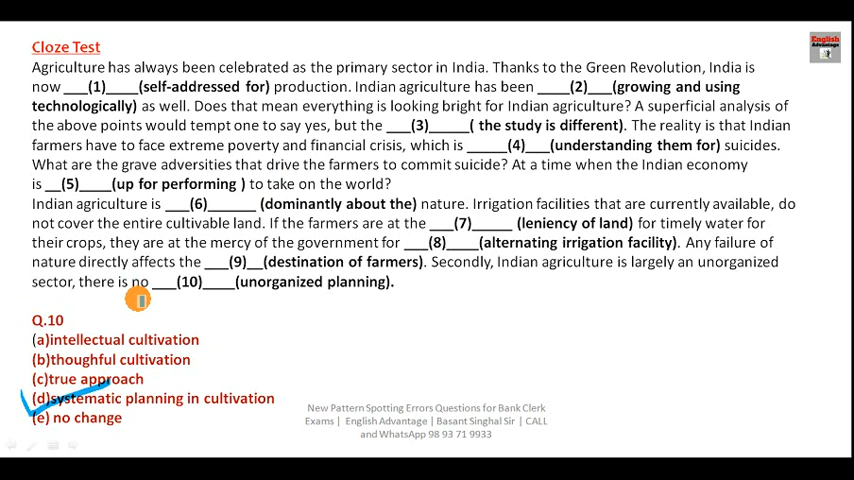 Cloze Test
English
Advantage
Agriculture has always been celebrated as the primary sector in India. Thanks to the Green Revolution, India is
now ___(1)____(self-addressed for) production. Indian agriculture has been ____(2)___(growing and using
technologically) as well. Does that mean everything is looking bright for Indian agriculture? A superficial analysis of
the above points would tempt one to say yes, but the ___(3)_____( the study is different). The reality is that Indian
farmers have to face extreme poverty and financial crisis, which is ______(4)___(understanding them for) suicides.
What are the grave adversities that drive the farmers to commit suicide? At a time when the Indian economy
is __(5)____(up for performing ) to take on the world?
Indian agriculture is ___(6)______ (dominantly about the) nature. Irrigation facilities that are currently available, do
not cover the entire cultivable land. If the farmers are at the ___(7)_____ (leniency of land) for timely water for
their crops, they are at the mercy of the government for ___(8)____(alternating irrigation facility). Any failure of
nature directly affects the ___(9)__(destination of farmers). Secondly, Indian agriculture is largely an unorganized
sector, there is no ___(10)____(unorganized planning).
Q.10
(a)intellectual cultivation
(b)thoughful cultivation
(c)true approach
(d)systematic planning in cultivation
(e) no change
New Pattern Spotting Errors Questions for Bank Clerk
Exams | English Advantage | Basant Singhal Sir | CALL
and WhatsApp 98 93 71 9933